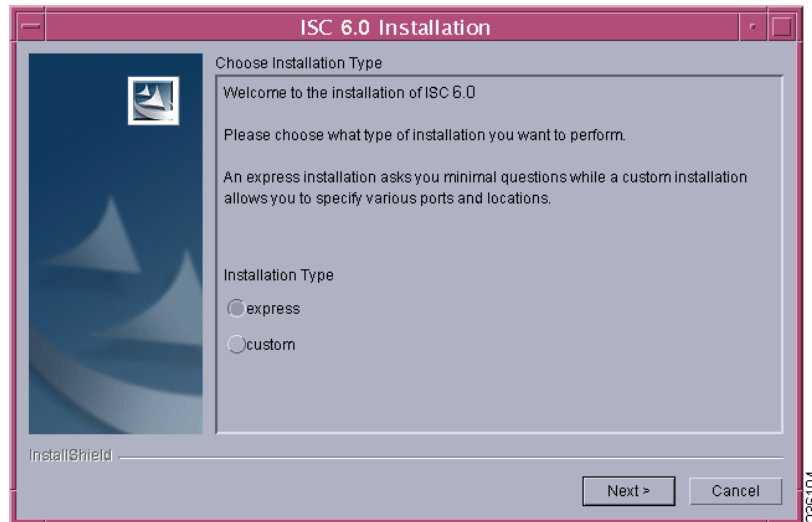 ISC 6.0 Installation
Choose Installation Type
Welcome to the installation of ISC 6.0
Please choose what type of installation you want to perform.
An express installation asks you minimal questions while a custom installation
allows you to specify various ports and locations.
Installation Type
express
custom
InstallShield
Next >
Cancel